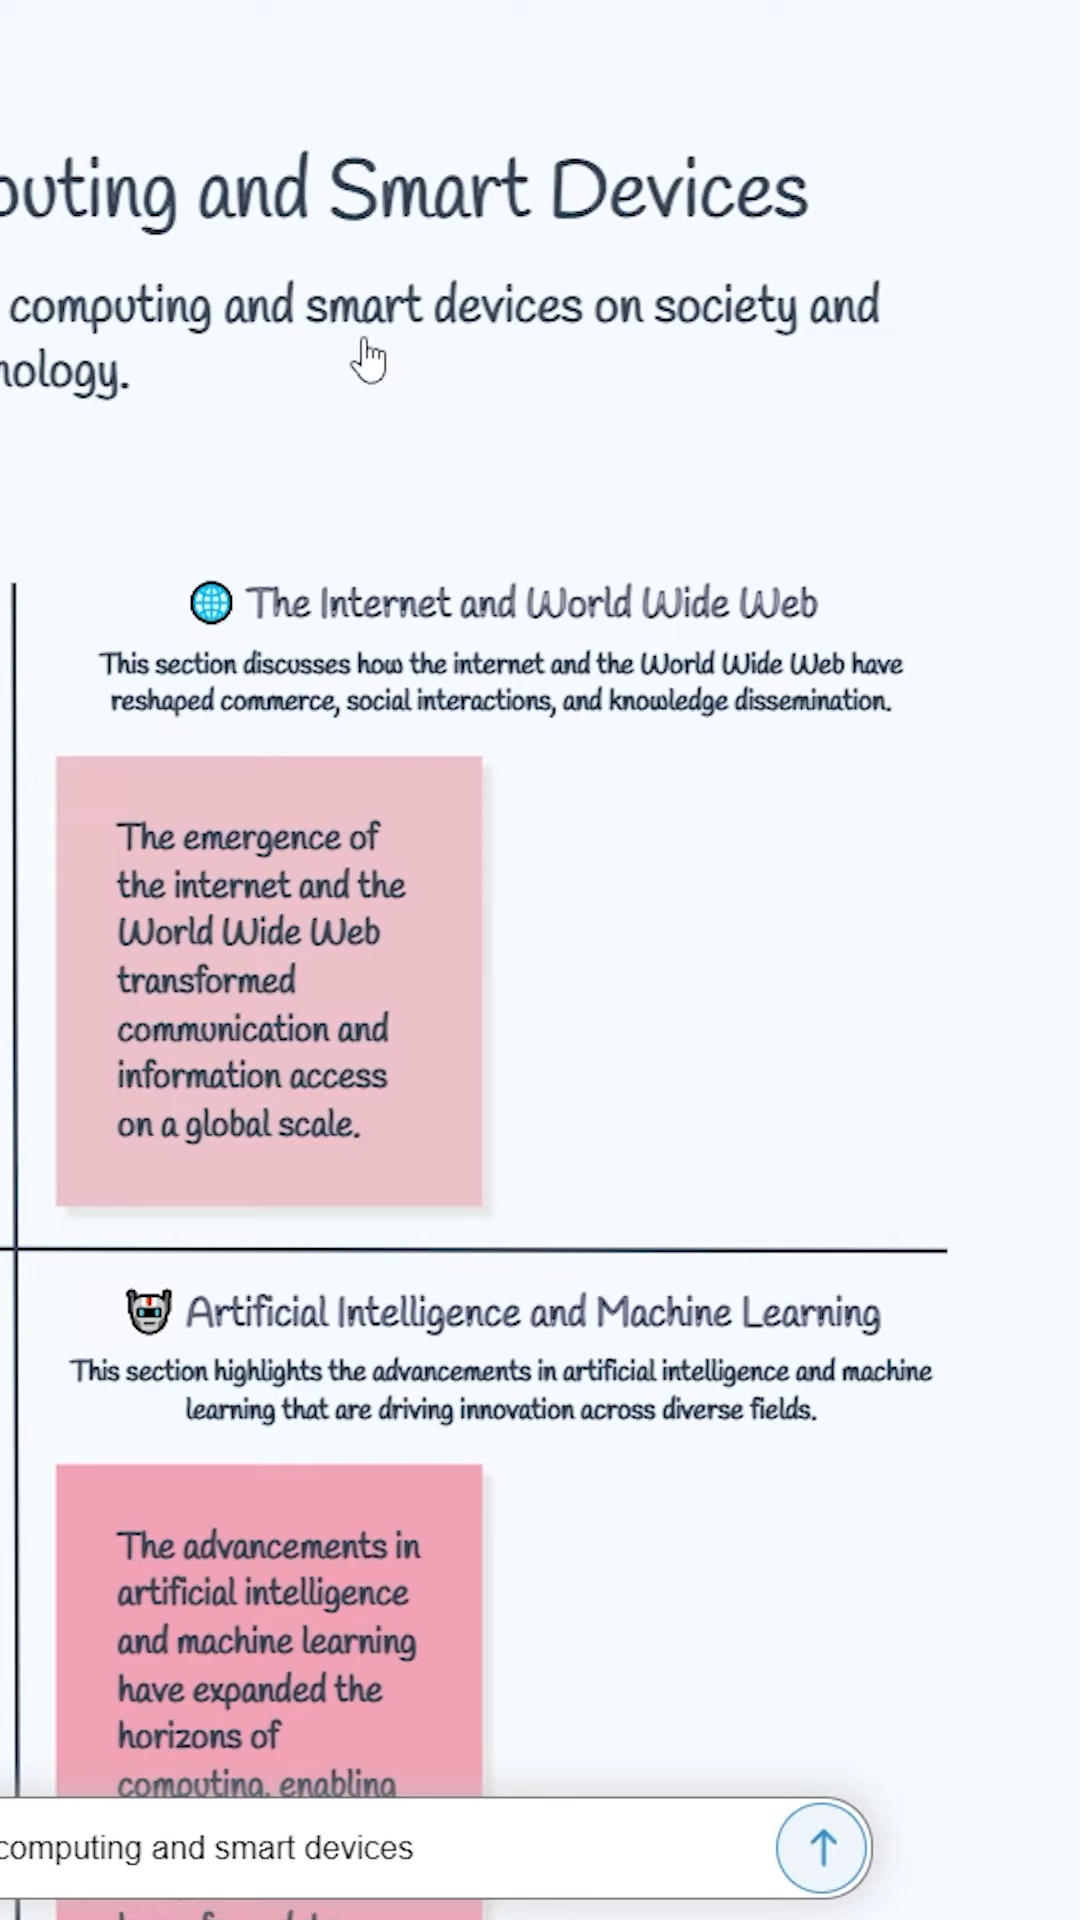 outing and Smart Devices
computing and smart devices on society and
nology.
The Internet and World Wide Web
This section discusses how the internet and the World Wide Web have
reshaped commerce, social interactions, and knowledge dissemination.
The emergence of
the internet and the
World Wide Web
transformed
communication and
information access
on a global scale.
Artificial Intelligence and Machine Learning
This section highlights the advancements in artificial intelligence and machine
learning that are driving innovation across diverse fields.
The advancements in
artificial intelligence
and machine learning
have expanded the
horizons of
computing, enabling
computing and smart devices